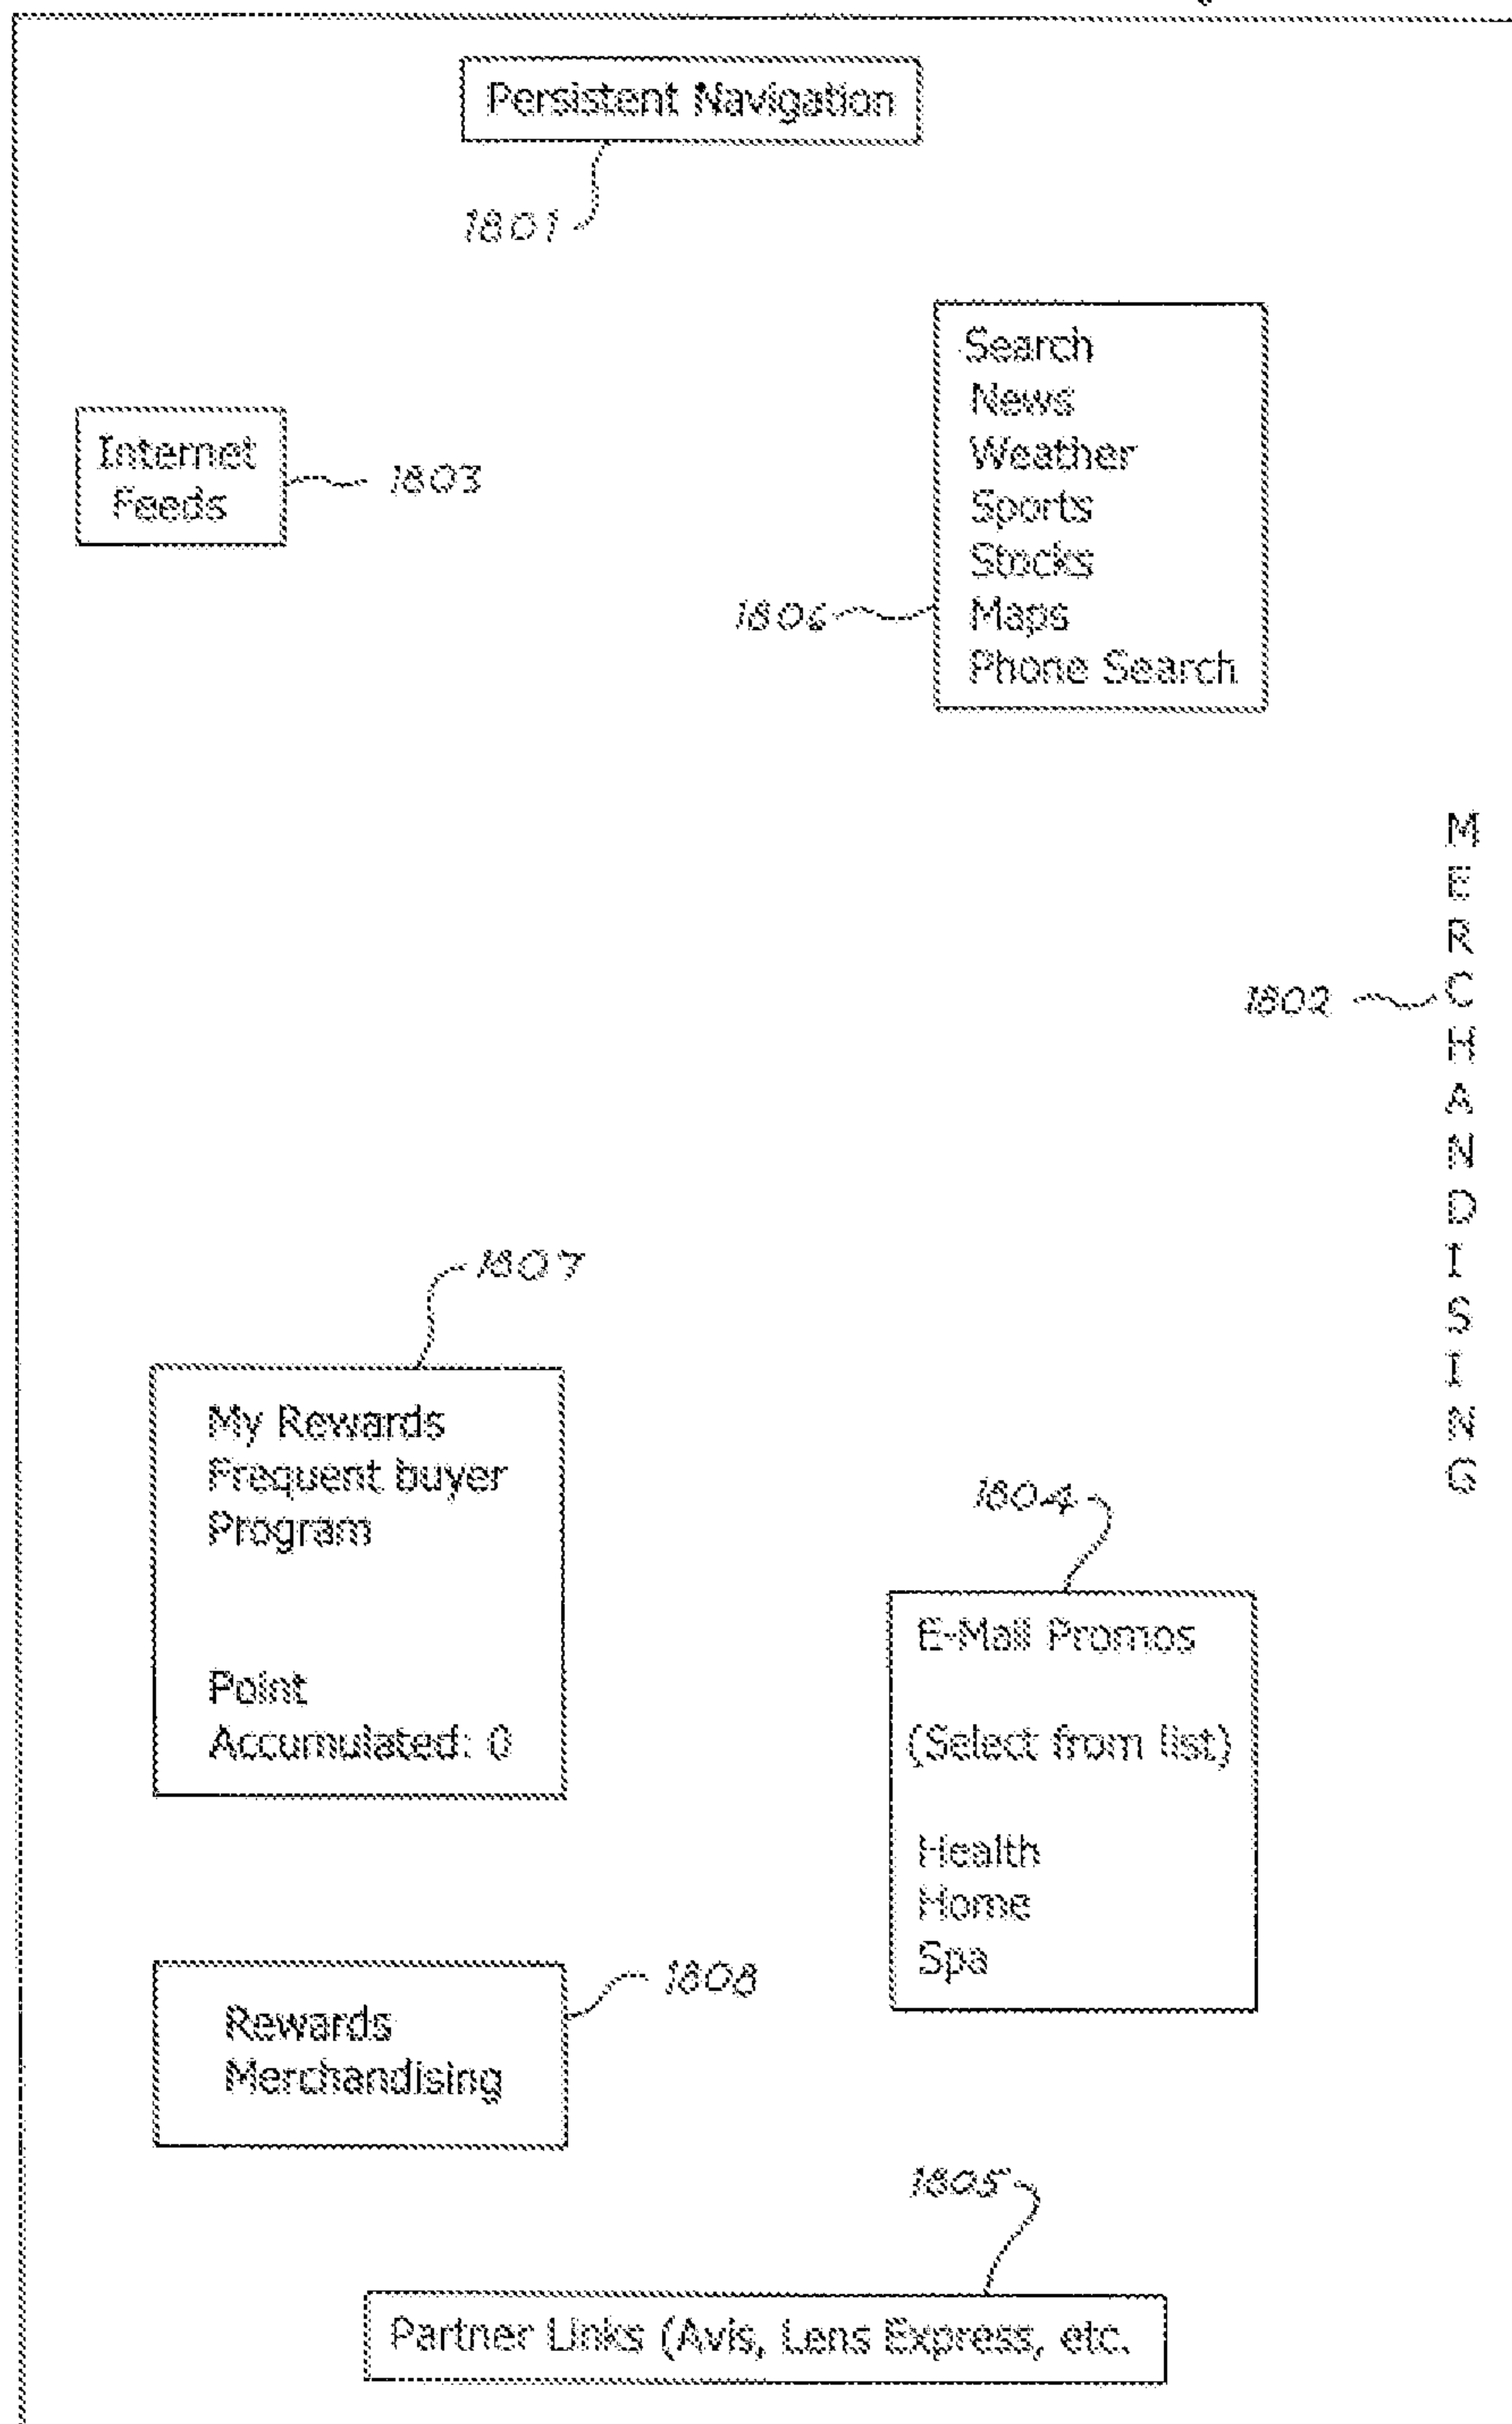 Persistent Navigation
1801
Search
News
Weather
Sports
Stocks
Maps
Phone Search
Internet
Feeds
1803
1806
M
E
R
C
H
A
N
D
I
S
I
N
G
1802
1807
My Rewards
Frequent buyer
Program
Point
Accumulated: 0
1804
E-Mail Promos
(Select from list)
Health
Home
Spa
1808
Rewards
Merchandising
1805
Partner Links (Avis, Lens Express, etc.